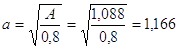 a = √(A/0,8) = √(1,088/0,8) = 1,166